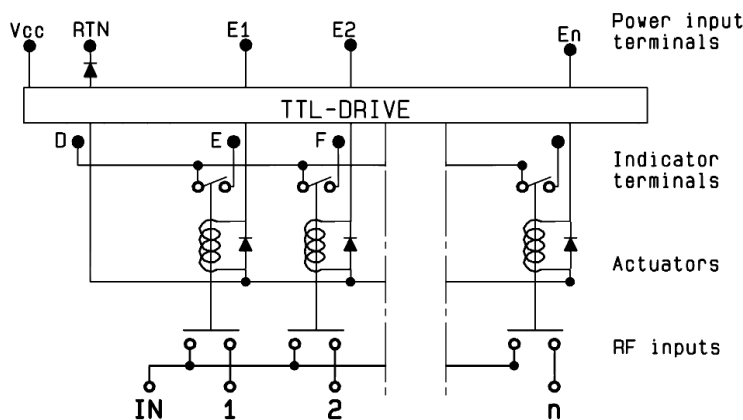 Vcc RTN E1 E2 En Power input
terminals
TTL-DRIVE
D E F Indicator
terminals
Actuators
RF inputs
IN 1 2 n